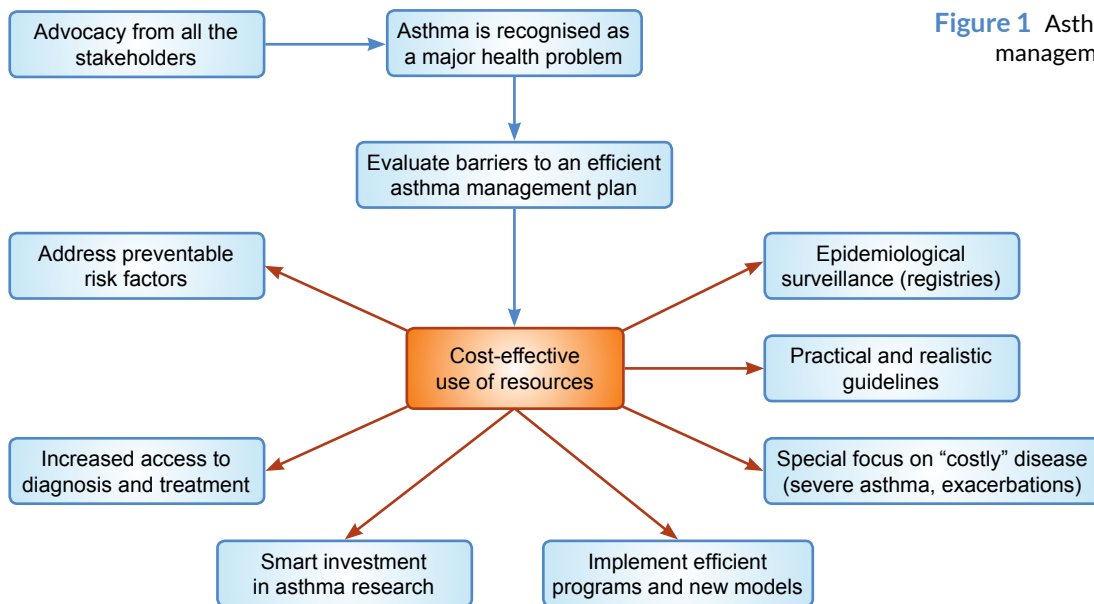 Advocacy from all the
stakeholders
Asthma is recognised as
a major health problem
Figure 1 Asth
managem
Evaluate barriers to an efficient
asthma management plan
Address preventable
risk factors
Epidemiological
surveillance (registries)
Cost-effective
use of resources
Practical and realistic
guidelines
Increased access to
diagnosis and treatment
Special focus on “costly” disease
(severe asthma, exacerbations)
Smart investment
in asthma research
Implement efficient
programs and new models